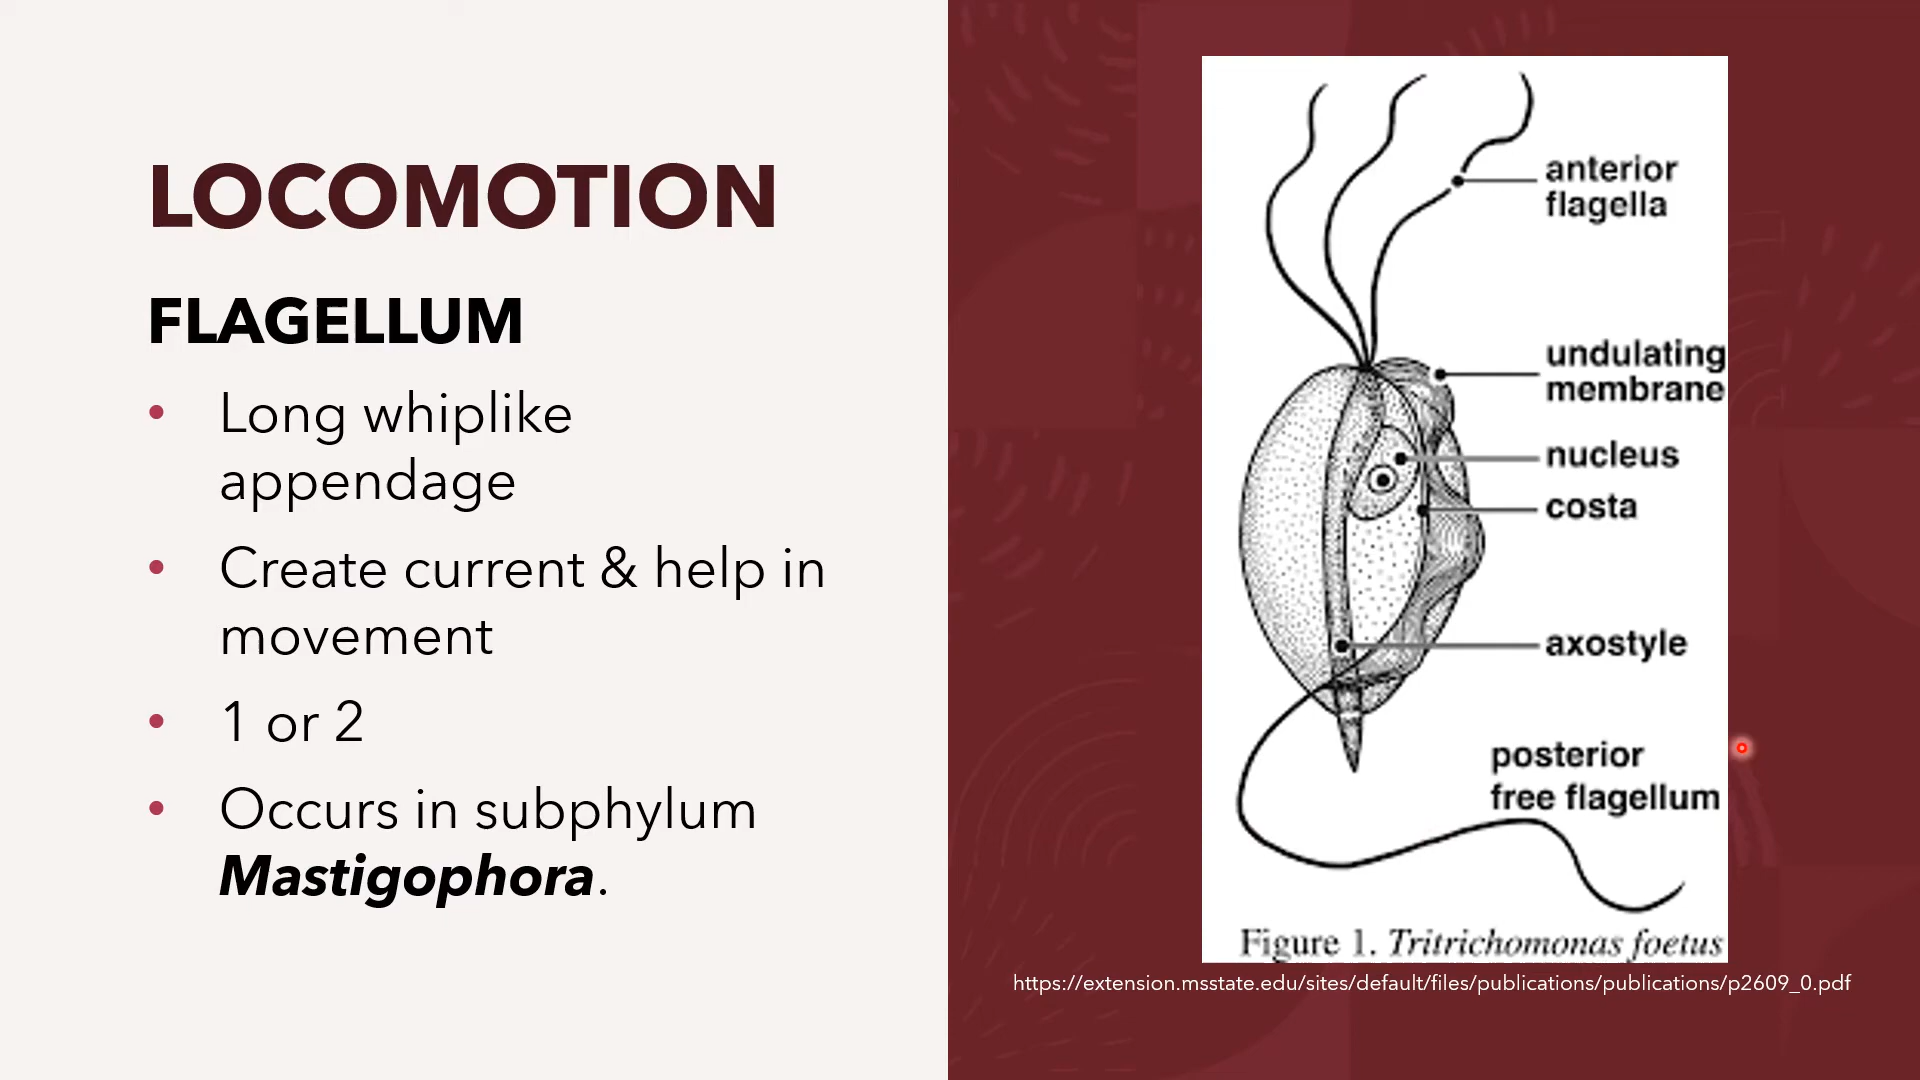 LOCOMOTION
FLAGELLUM
• Long whiplike
appendage
• Create current & help in
movement
• 1 or 2
• Occurs in subphylum
Mastigophora.
anterior
flagella
undulating
membrane
nucleus
costa
axostyle
posterior
free flagellum
Figure 1. Tritrichomonas foetus
https://extension.msstate.edu/sites/default/files/publications/publications/p2609_0.pdf